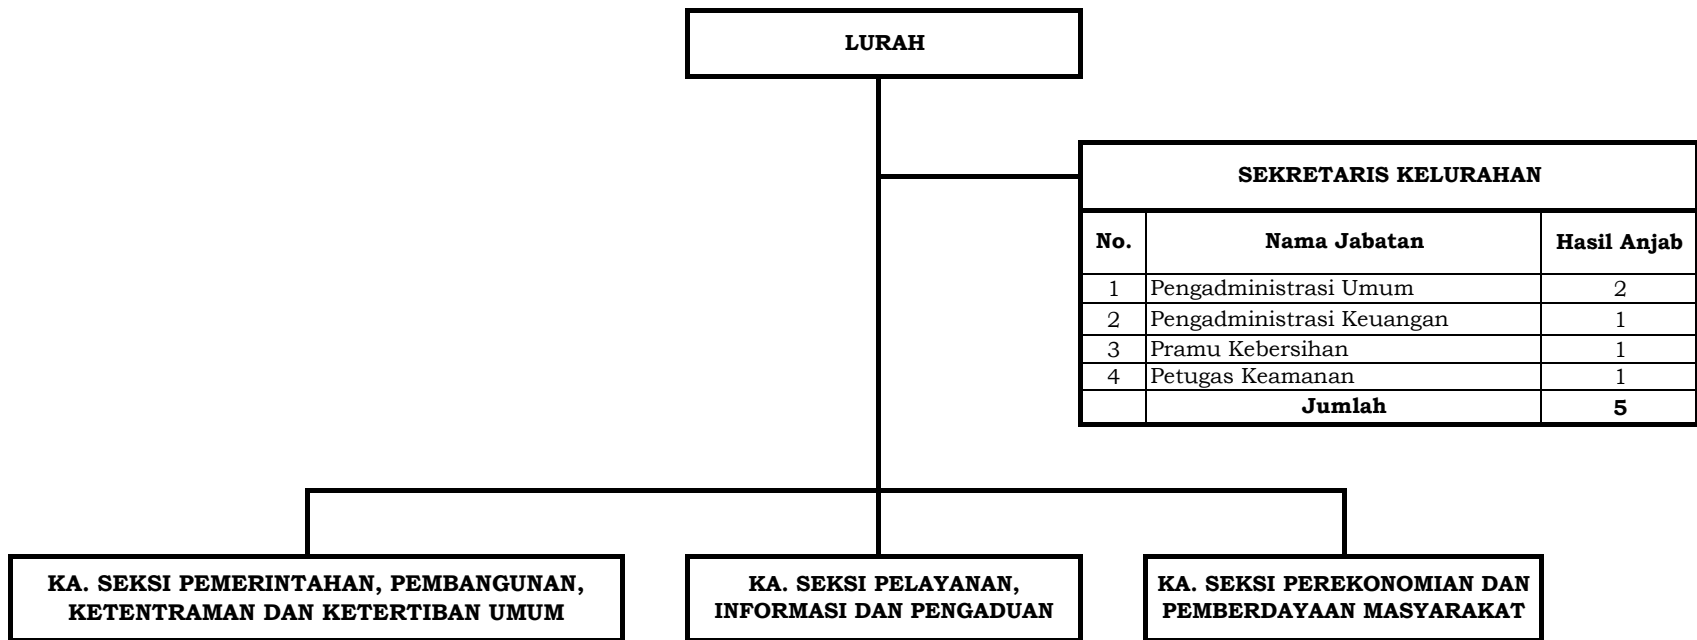 LURAH
SEKRETARIS KELURAHAN
No. Nama Jabatan Hasil Anjab
1 Pengadministrasi Umum 2
2 Pengadministrasi Keuangan 1
3 Pramu Kebersihan 1
4 Petugas Keamanan 1
Jumlah 5
KA. SEKSI PEMERINTAHAN, PEMBANGUNAN,
KETENTRAMAN DAN KETERTIBAN UMUM
KA. SEKSI PELAYANAN,
INFORMASI DAN PENGADUAN
KA. SEKSI PEREKONOMIAN DAN
PEMBERDAYAAN MASYARAKAT